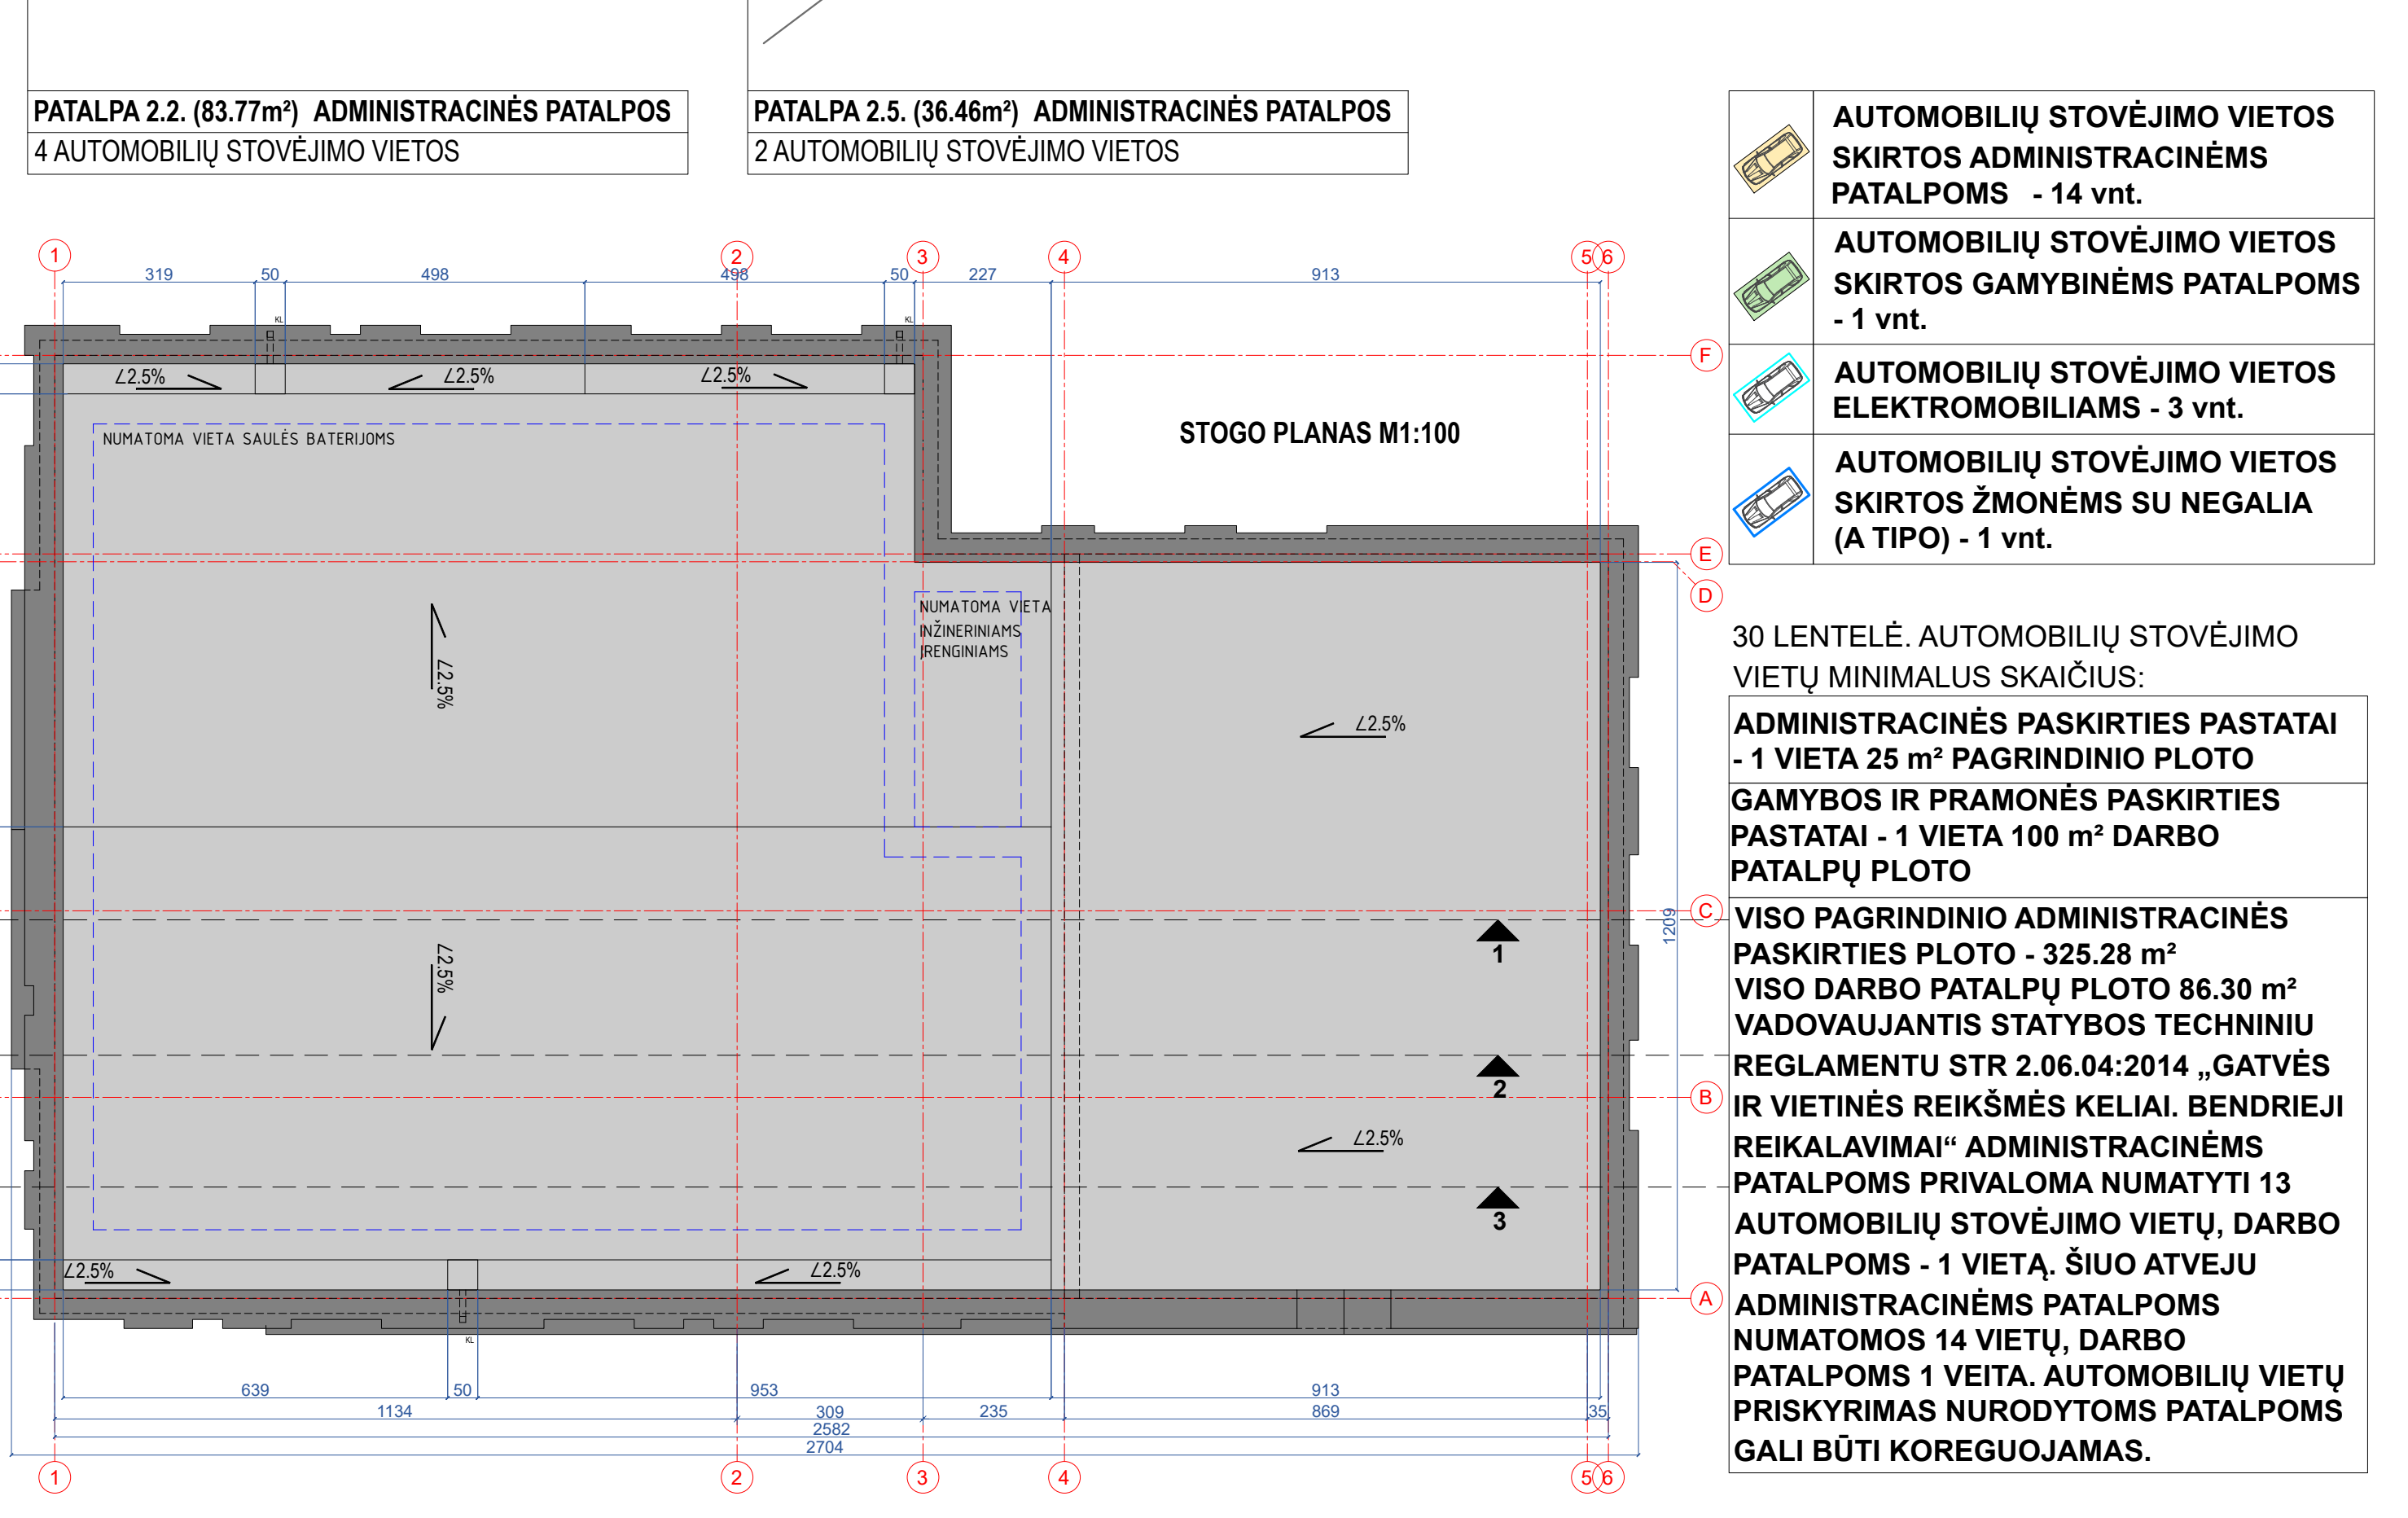 PATALPA 2.2. (83.77m²) ADMINISTRACINĖS PATALPOS
4 AUTOMOBILIŲ STOVĖJIMO VIETOS
PATALPA 2.5. (36.46m²) ADMINISTRACINĖS PATALPOS
2 AUTOMOBILIŲ STOVĖJIMO VIETOS
AUTOMOBILIŲ STOVĖJIMO VIETOS
SKIRTOS ADMINISTRACINĖMS
PATALPOMS - 14 vnt.
AUTOMOBILIŲ STOVĖJIMO VIETOS
SKIRTOS GAMYBINĖMS PATALPOMS
- 1 vnt.
AUTOMOBILIŲ STOVĖJIMO VIETOS
ELEKTROMOBILIAMS - 3 vnt.
AUTOMOBILIŲ STOVĖJIMO VIETOS
SKIRTOS ŽMONĖMS SU NEGALIA
(A TIPO) - 1 vnt.
1 2 3 4 5 6
319 50 498 498 50 227 913
KL KL
F
∠2.5% ∠2.5% ∠2.5%
STOGO PLANAS M1:100
NUMATOMA VIETA SAULĖS BATERIJOMS
E
D
NUMATOMA VIETA
INŽINERINIAMS
ĮRENGINIAMS
∠2.5%
∠2.5%
C
1209
1
∠2.5%
2
B
∠2.5%
3
∠2.5% ∠2.5%
A
KL
639 50 953 913
1134 309 235 869 35
2582
2704
1 2 3 4 5 6
30 LENTELĖ. AUTOMOBILIŲ STOVĖJIMO
VIETŲ MINIMALUS SKAIČIUS:
ADMINISTRACINĖS PASKIRTIES PASTATAI
- 1 VIETA 25 m² PAGRINDINIO PLOTO
GAMYBOS IR PRAMONĖS PASKIRTIES
PASTATAI - 1 VIETA 100 m² DARBO
PATALPŲ PLOTO
VISO PAGRINDINIO ADMINISTRACINĖS
PASKIRTIES PLOTO - 325.28 m²
VISO DARBO PATALPŲ PLOTO 86.30 m²
VADOVAUJANTIS STATYBOS TECHNINIU
REGLAMENTU STR 2.06.04:2014 „GATVĖS
IR VIETINĖS REIKŠMĖS KELIAI. BENDRIEJI
REIKALAVIMAI“ ADMINISTRACINĖMS
PATALPOMS PRIVALOMA NUMATYTI 13
AUTOMOBILIŲ STOVĖJIMO VIETŲ, DARBO
PATALPOMS - 1 VIETĄ. ŠIUO ATVEJU
ADMINISTRACINĖMS PATALPOMS
NUMATOMOS 14 VIETŲ, DARBO
PATALPOMS 1 VEITA. AUTOMOBILIŲ VIETŲ
PRISKYRIMAS NURODYTOMS PATALPOMS
GALI BŪTI KOREGUOJAMAS.